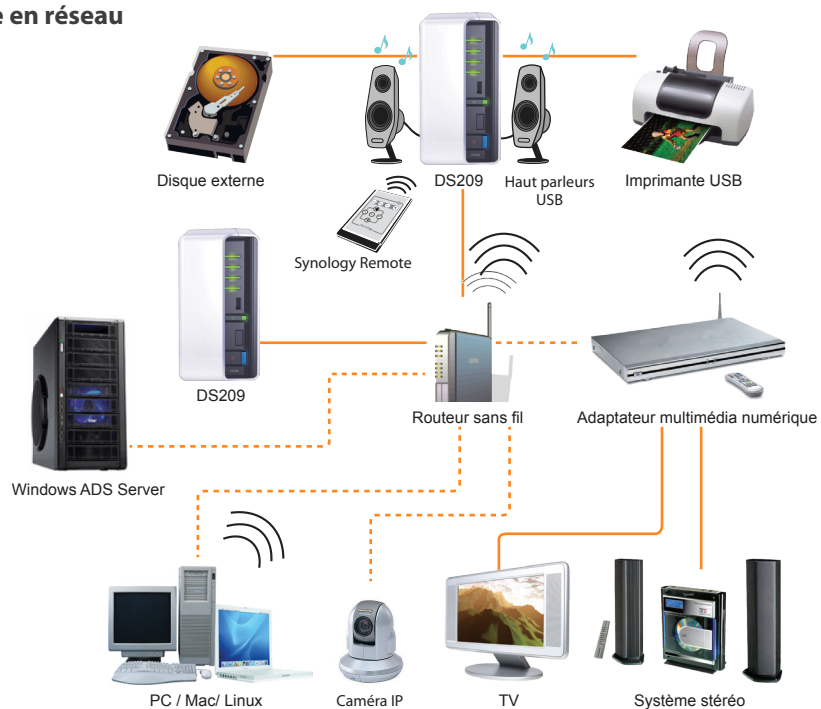 e en réseau
Disque externe
DS209
Haut parleurs
USB
Imprimante USB
Synology Remote
DS209
Routeur sans fil
Adaptateur multimédia numérique
Windows ADS Server
PC / Mac/ Linux
Caméra IP
TV
Système stéréo